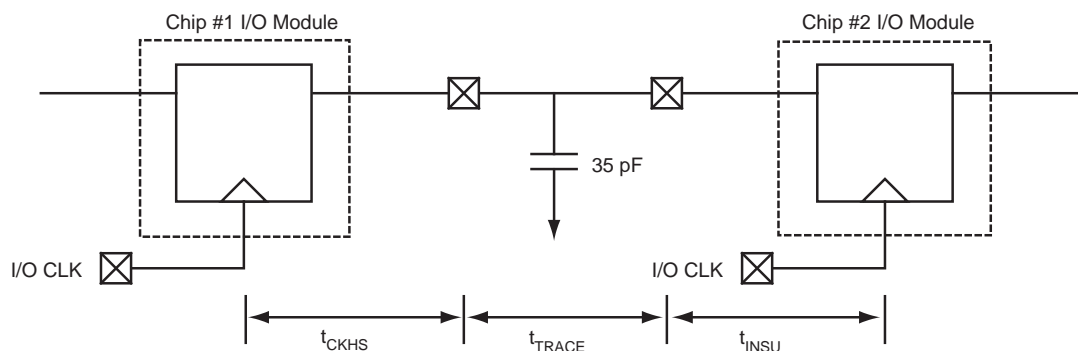 Chip #1 I/O Module
Chip #2 I/O Module
35 pF
I/O CLK
I/O CLK
tCKHS
tTRACE
tINSU